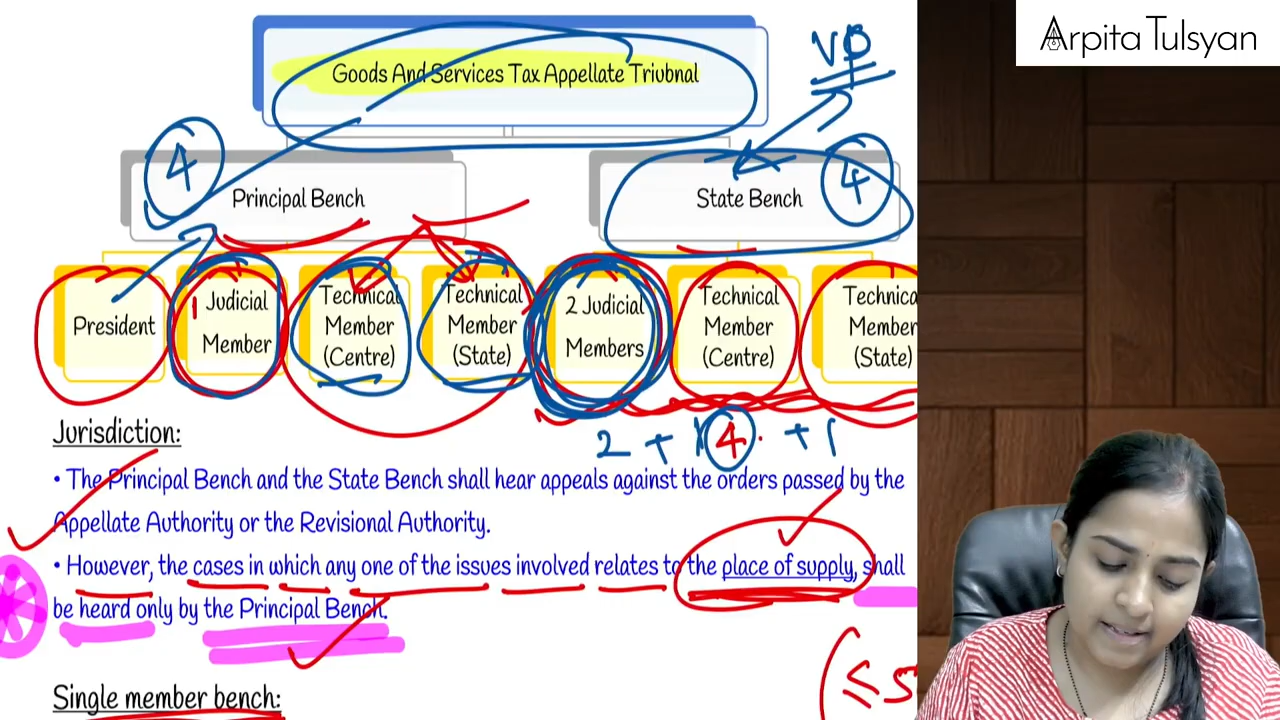 Arpita Tulsyan
VP
Goods And Services Tax Appellate Triubnal
4
4
Principal Bench
State Bench
President
1 Judicial
Member
Technical
Member
(Centre)
Technical
Member
(State)
2 Judicial
Members
Technical
Member
(Centre)
Technical
Member
(State)
2 + 1 4 + 1
Jurisdiction:
• The Principal Bench and the State Bench shall hear appeals against the orders passed by the
Appellate Authority or the Revisional Authority.
• However, the cases in which any one of the issues involved relates to the place of supply, shall
be heard only by the Principal Bench.
(≤ 5
Single member bench: